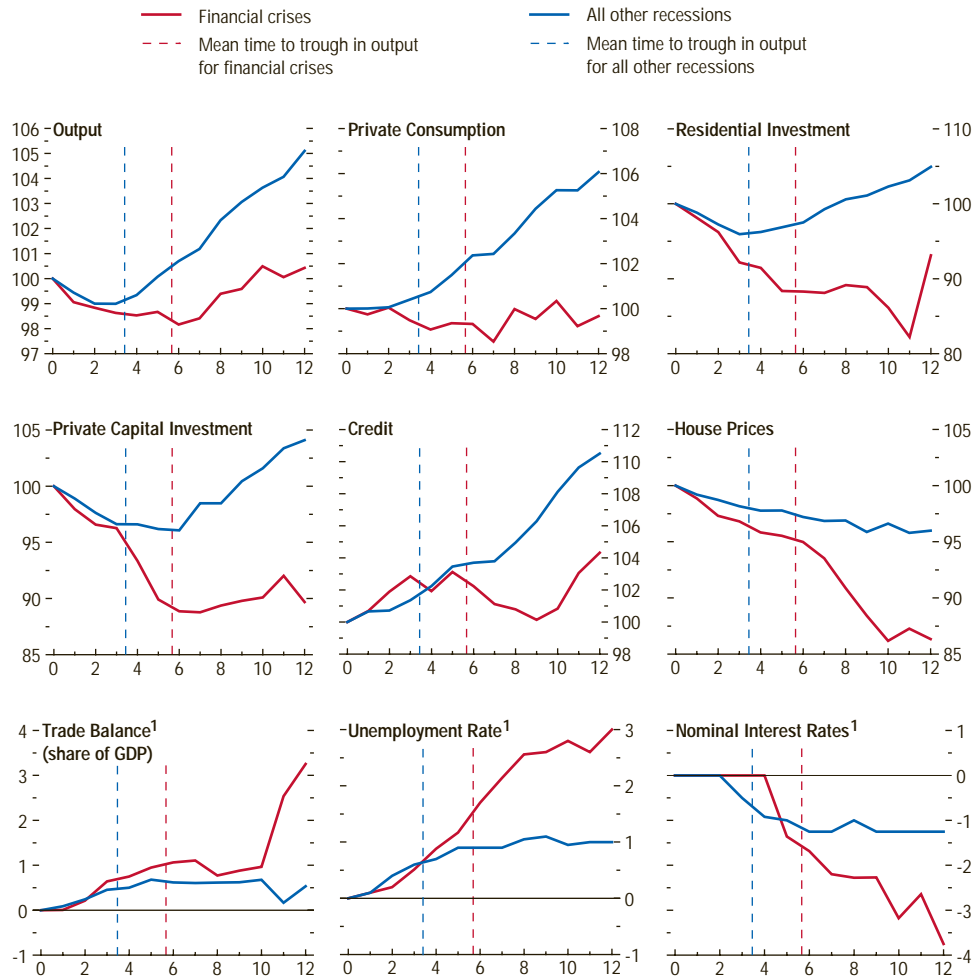 Financial crises
All other recessions
Mean time to trough in output
for financial crises
Mean time to trough in output
for all other recessions
106
Output
105
104
103
102
101
100
99
98
97
0 2 4 6 8 10 12
Private Consumption
108
106
104
102
100
98
0 2 4 6 8 10 12
Residential Investment
110
100
90
80
0 2 4 6 8 10 12
105
Private Capital Investment
100
95
90
85
0 2 4 6 8 10 12
Credit
112
110
108
106
104
102
100
98
0 2 4 6 8 10 12
House Prices
105
100
95
90
85
0 2 4 6 8 10 12
4
Trade Balance1
(share of GDP)
3
2
1
0
-1
0 2 4 6 8 10 12
Unemployment Rate1
3
2
1
0
-1
0 2 4 6 8 10 12
Nominal Interest Rates1
1
0
-1
-2
-3
-4
0 2 4 6 8 10 12